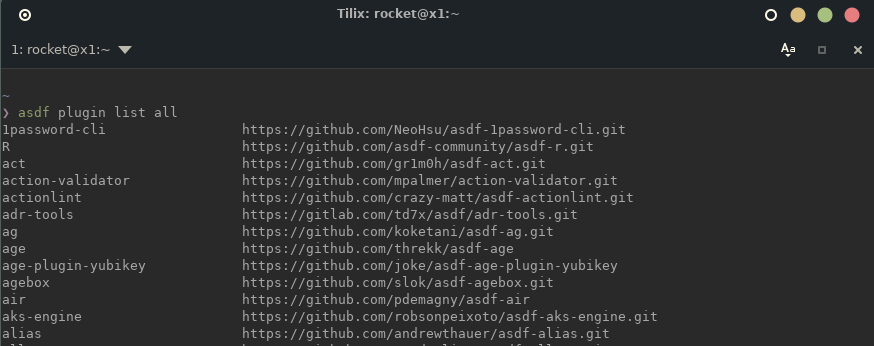 Tilix: rocket@x1:~
1: rocket@x1:~
Aa
~
❯ asdf plugin list all
1password-cli https://github.com/NeoHsu/asdf-1password-cli.git
R https://github.com/asdf-community/asdf-r.git
act https://github.com/gr1m0h/asdf-act.git
action-validator https://github.com/mpalmer/action-validator.git
actionlint https://github.com/crazy-matt/asdf-actionlint.git
adr-tools https://gitlab.com/td7x/asdf/adr-tools.git
ag https://github.com/koketani/asdf-ag.git
age https://github.com/threkk/asdf-age
age-plugin-yubikey https://github.com/joke/asdf-age-plugin-yubikey
agebox https://github.com/slok/asdf-agebox.git
air https://github.com/pdemagny/asdf-air
aks-engine https://github.com/robsonpeixoto/asdf-aks-engine.git
alias https://github.com/andrewthauer/asdf-alias.git